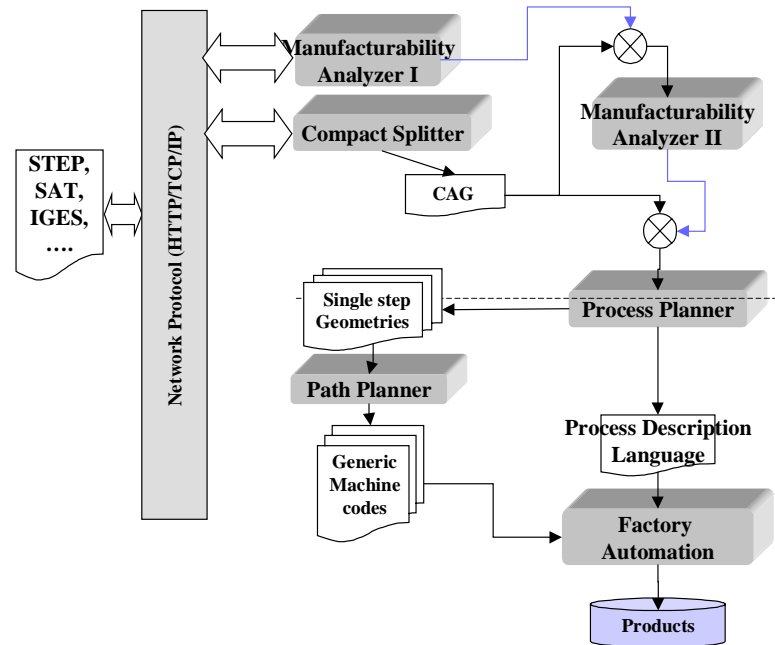 Manufacturability
Analyzer I
Compact Splitter
Manufacturability
Analyzer II
STEP,
SAT,
IGES,
….
Network Protocol (HTTP/TCP/IP)
CAG
Single step
Geometries
Process Planner
Path Planner
Process Description
Language
Generic
Machine
codes
Factory
Automation
Products